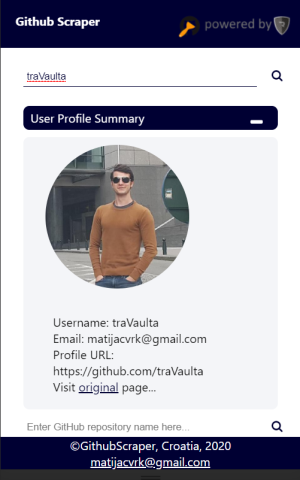 Github Scraper
powered by
traVaulta
User Profile Summary
Username: traVaulta
Email: matijacvrk@gmail.com
Profile URL:
https://github.com/traVaulta
Visit original page...
Enter GitHub repository name here...
©GithubScraper, Croatia, 2020
matijacvrk@gmail.com